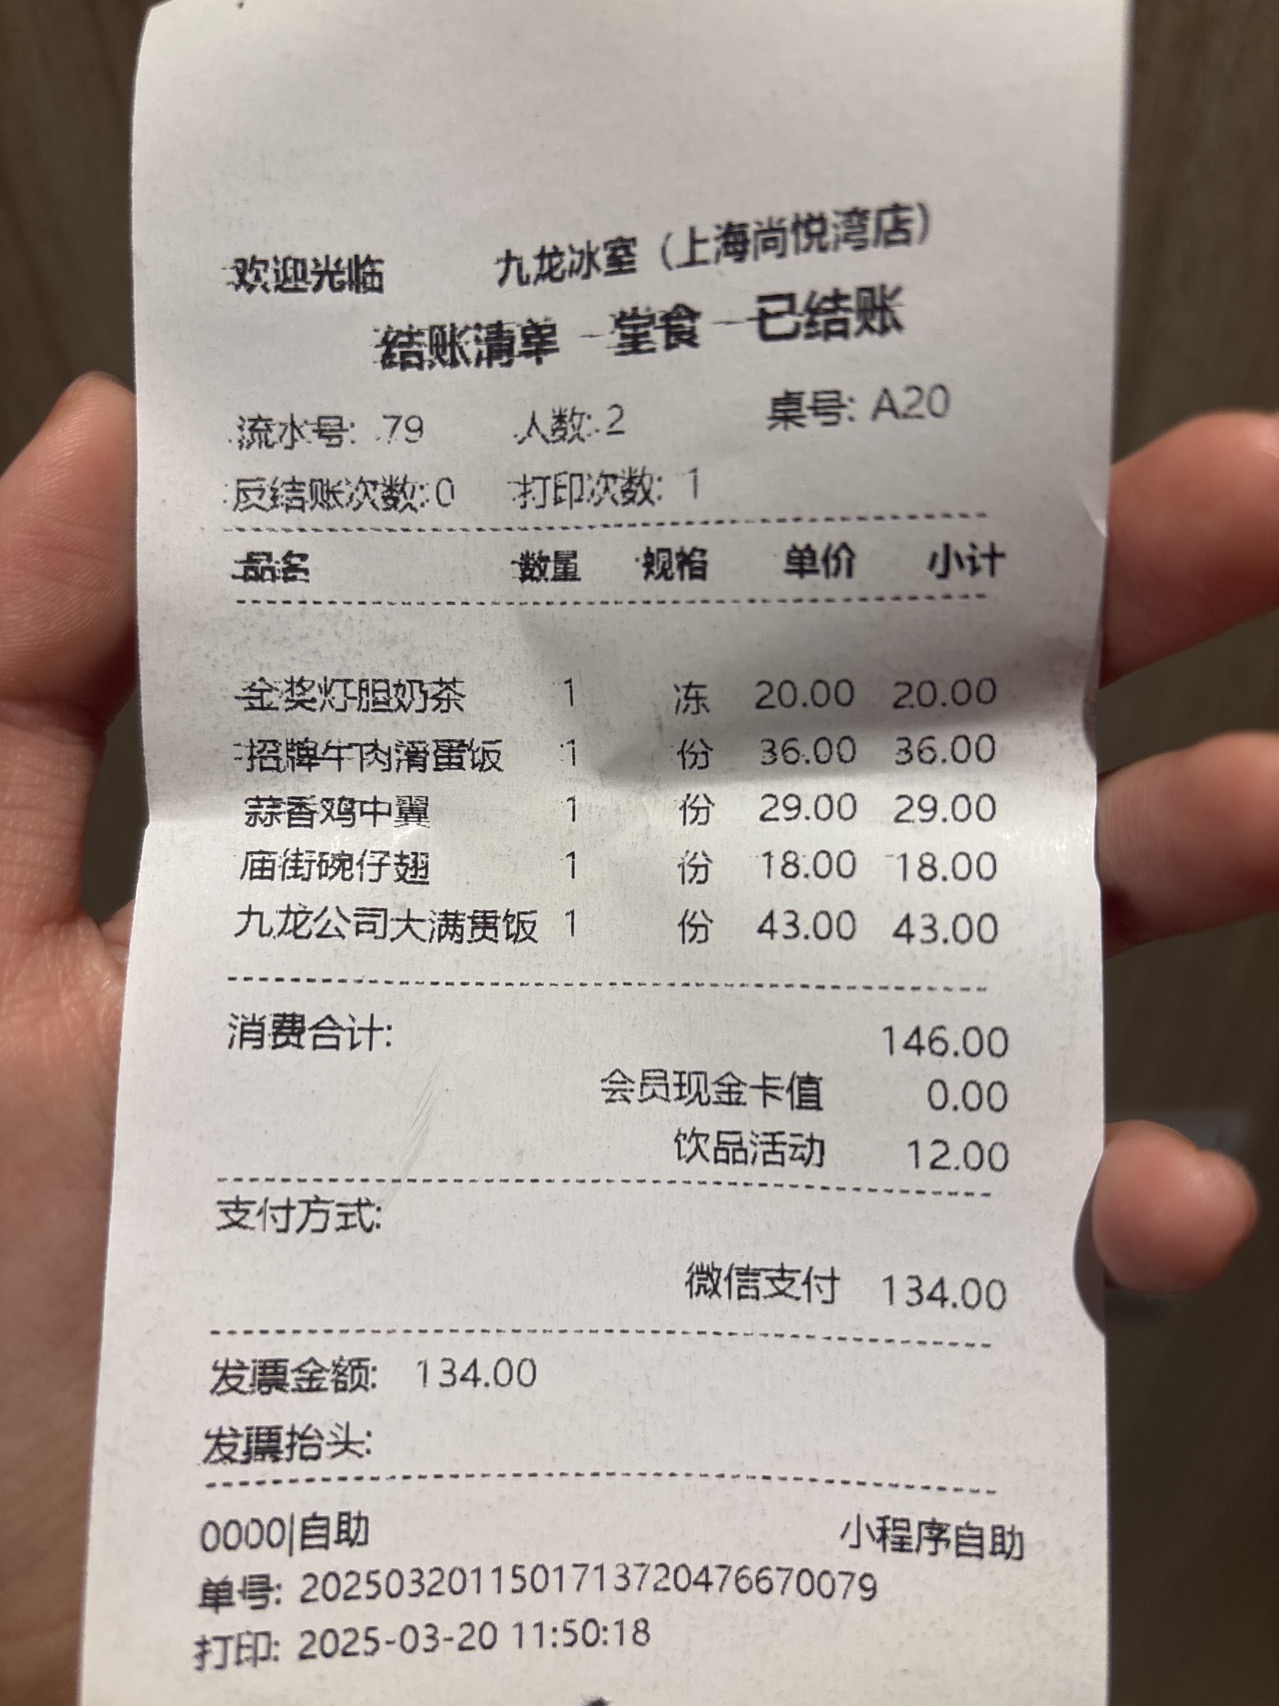 欢迎光临 九龙冰室（上海尚悦湾店）
结账清单 - 堂食 - 已结账
流水号: 79 人数: 2 桌号: A20
反结账次数:0 打印次数: 1
品名 数量 规格 单价 小计
金奖灯胆奶茶 1 冻 20.00 20.00
招牌牛肉滑蛋饭 1 份 36.00 36.00
蒜香鸡中翼 1 份 29.00 29.00
庙街碗仔翅 1 份 18.00 18.00
九龙公司大满贯饭 1 份 43.00 43.00
消费合计: 146.00
会员现金卡值 0.00
饮品活动 12.00
支付方式:
微信支付 134.00
发票金额: 134.00
发票抬头:
0000|自助 小程序自助
单号: 20250320115017137204766700​79
打印: 2025-03-20 11:50:18